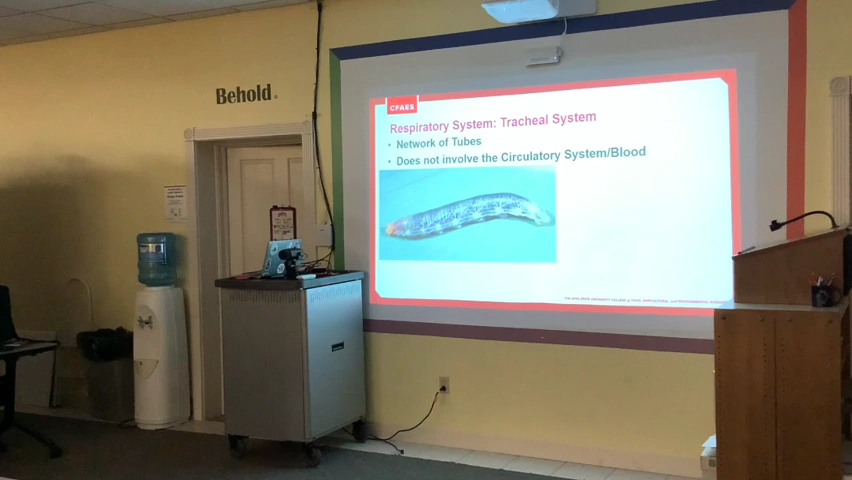 Behold.
CFAES
Respiratory System: Tracheal System
• Network of Tubes
• Does not involve the Circulatory System/Blood